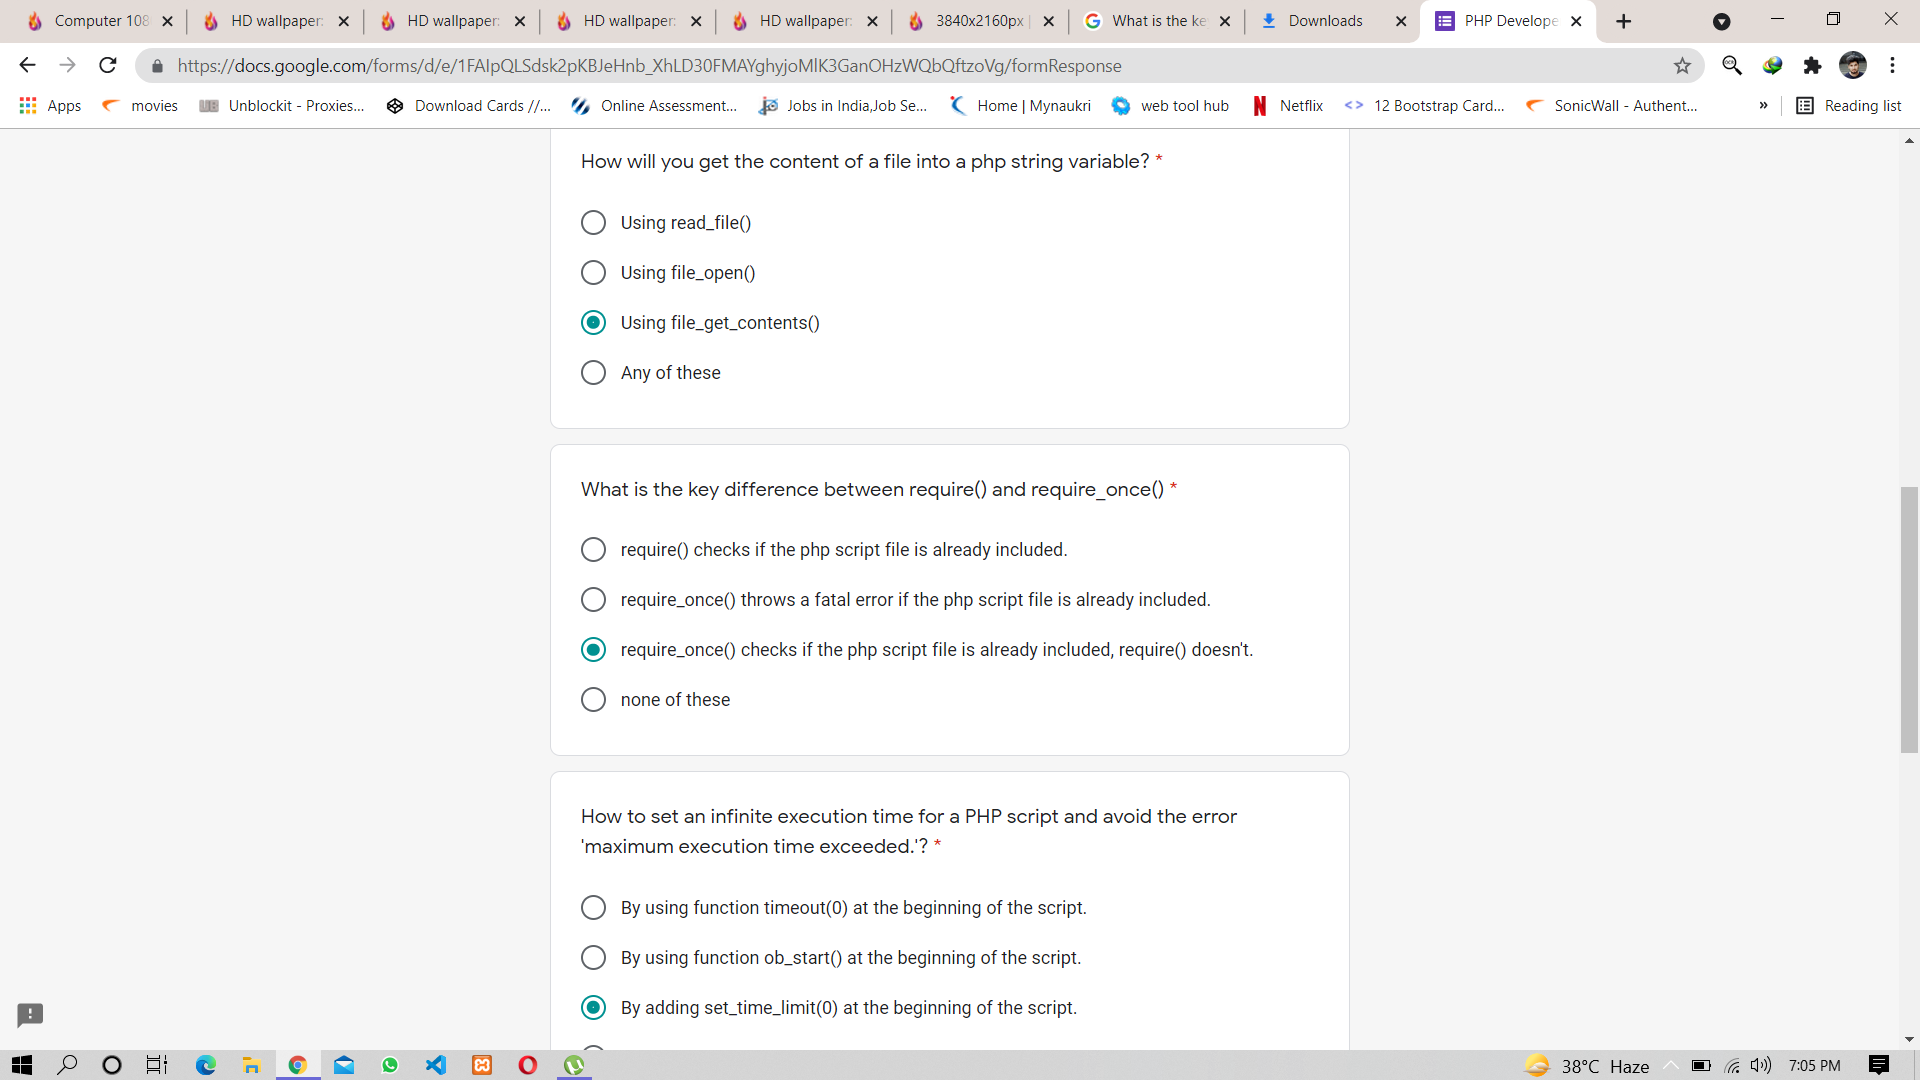 Computer 108
HD wallpaper:
HD wallpaper:
HD wallpaper:
HD wallpaper:
3840x2160px |
What is the ke
Downloads
PHP Develope
https://docs.google.com/forms/d/e/1FAIpQLSdsk2pKBJeHnb_XhLD30FMAYghyjoMlK3GanOHzWQbQftzoVg/formResponse
Apps
movies
UB
Unblockit - Proxies...
Download Cards //...
Online Assessment...
Jobs in India,Job Se...
Home | Mynaukri
web tool hub
Netflix
12 Bootstrap Card...
SonicWall - Authent...
»
Reading list
How will you get the content of a file into a php string variable? *
Using read_file()
Using file_open()
Using file_get_contents()
Any of these
What is the key difference between require() and require_once() *
require() checks if the php script file is already included.
require_once() throws a fatal error if the php script file is already included.
require_once() checks if the php script file is already included, require() doesn't.
none of these
How to set an infinite execution time for a PHP script and avoid the error
'maximum execution time exceeded.'? *
By using function timeout(0) at the beginning of the script.
By using function ob_start() at the beginning of the script.
By adding set_time_limit(0) at the beginning of the script.
38°C Haze
7:05 PM